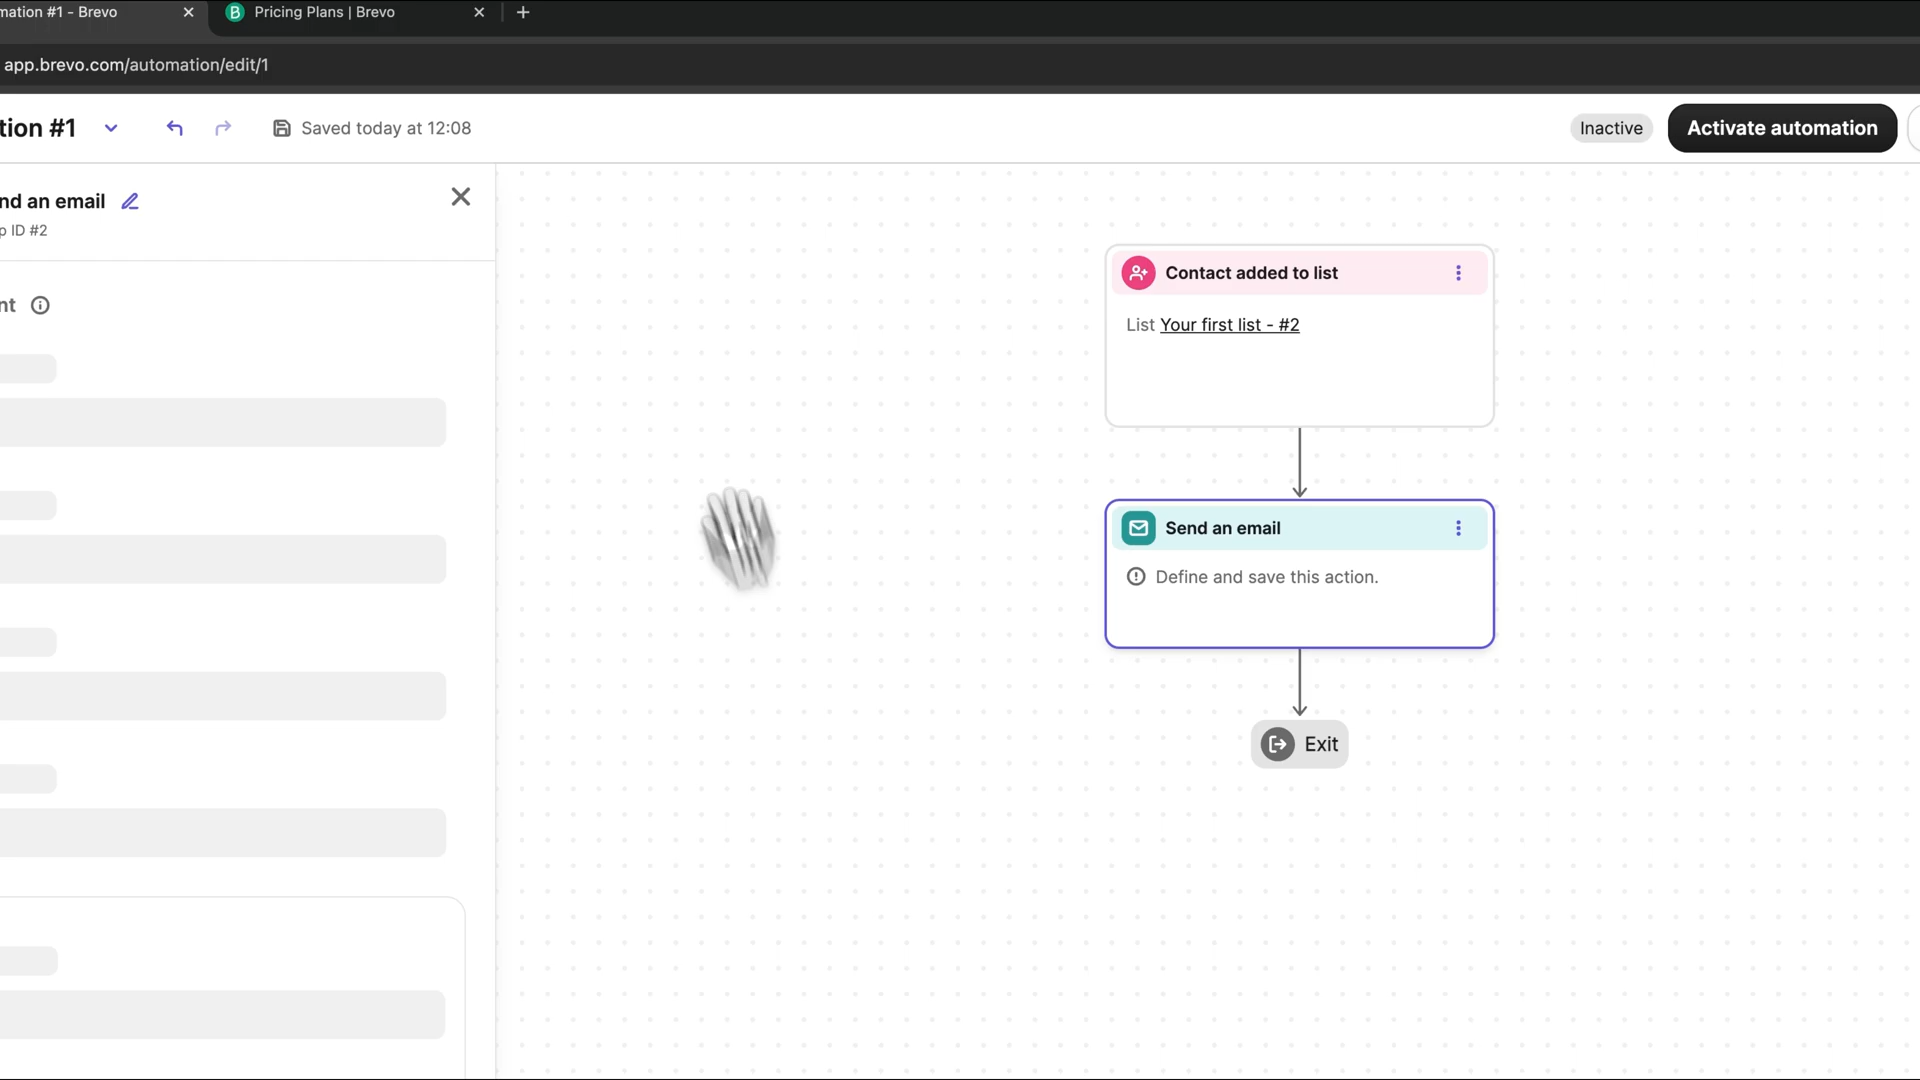 mation #1 - Brevo
Pricing Plans | Brevo
app.brevo.com/automation/edit/1
tion #1
Saved today at 12:08
Inactive
Activate automation
nd an email
p ID #2
nt
Contact added to list
List Your first list - #2
Send an email
Define and save this action.
Exit